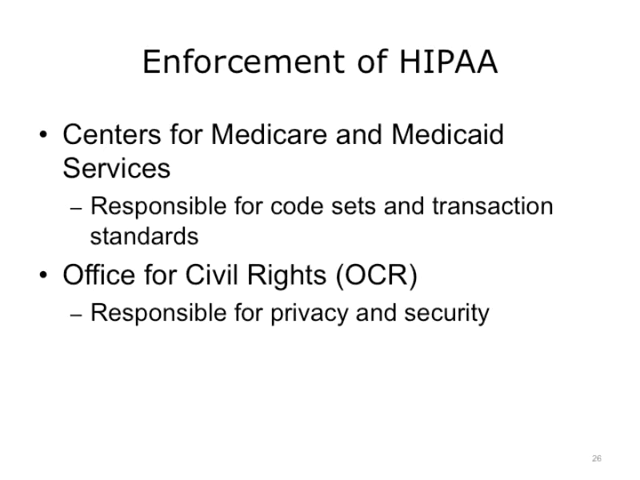 Enforcement of HIPAA
• Centers for Medicare and Medicaid
Services
– Responsible for code sets and transaction
standards
• Office for Civil Rights (OCR)
– Responsible for privacy and security
26